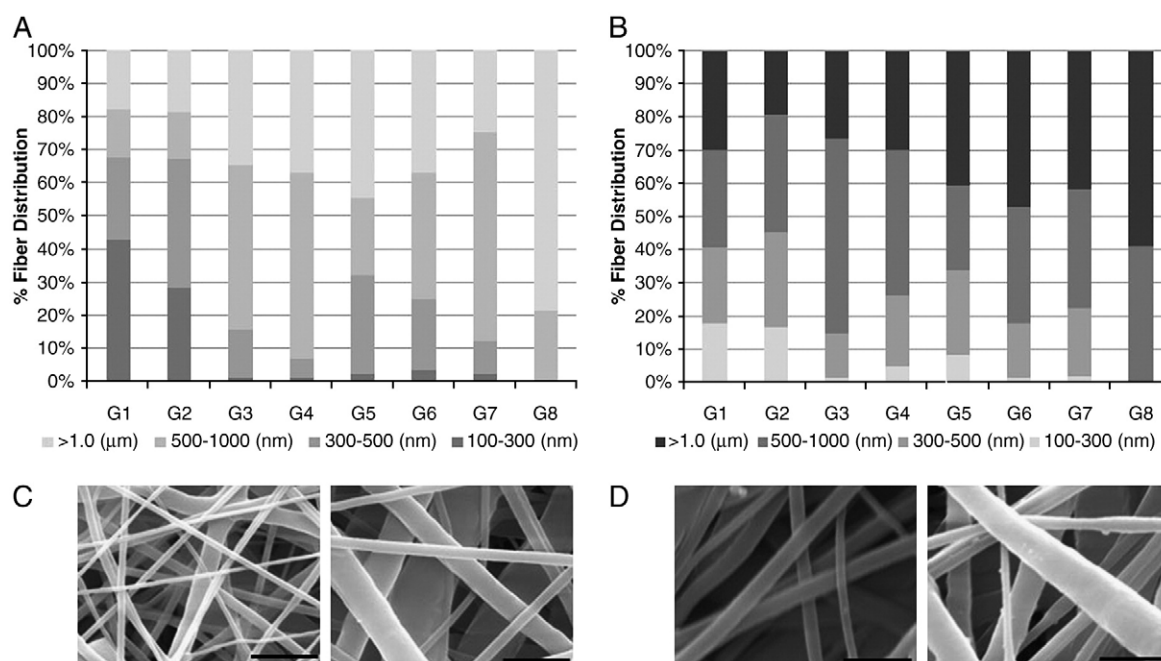 A
B
100%
90%
80%
70%
60%
50%
40%
30%
20%
10%
0%
% Fiber Distribution
G1 G2 G3 G4 G5 G6 G7 G8
>1.0 (μm) 500-1000 (nm) 300-500 (nm) 100-300 (nm)
100%
90%
80%
70%
60%
50%
40%
30%
20%
10%
0%
% Fiber Distribution
G1 G2 G3 G4 G5 G6 G7 G8
>1.0 (μm) 500-1000 (nm) 300-500 (nm) 100-300 (nm)
C
D